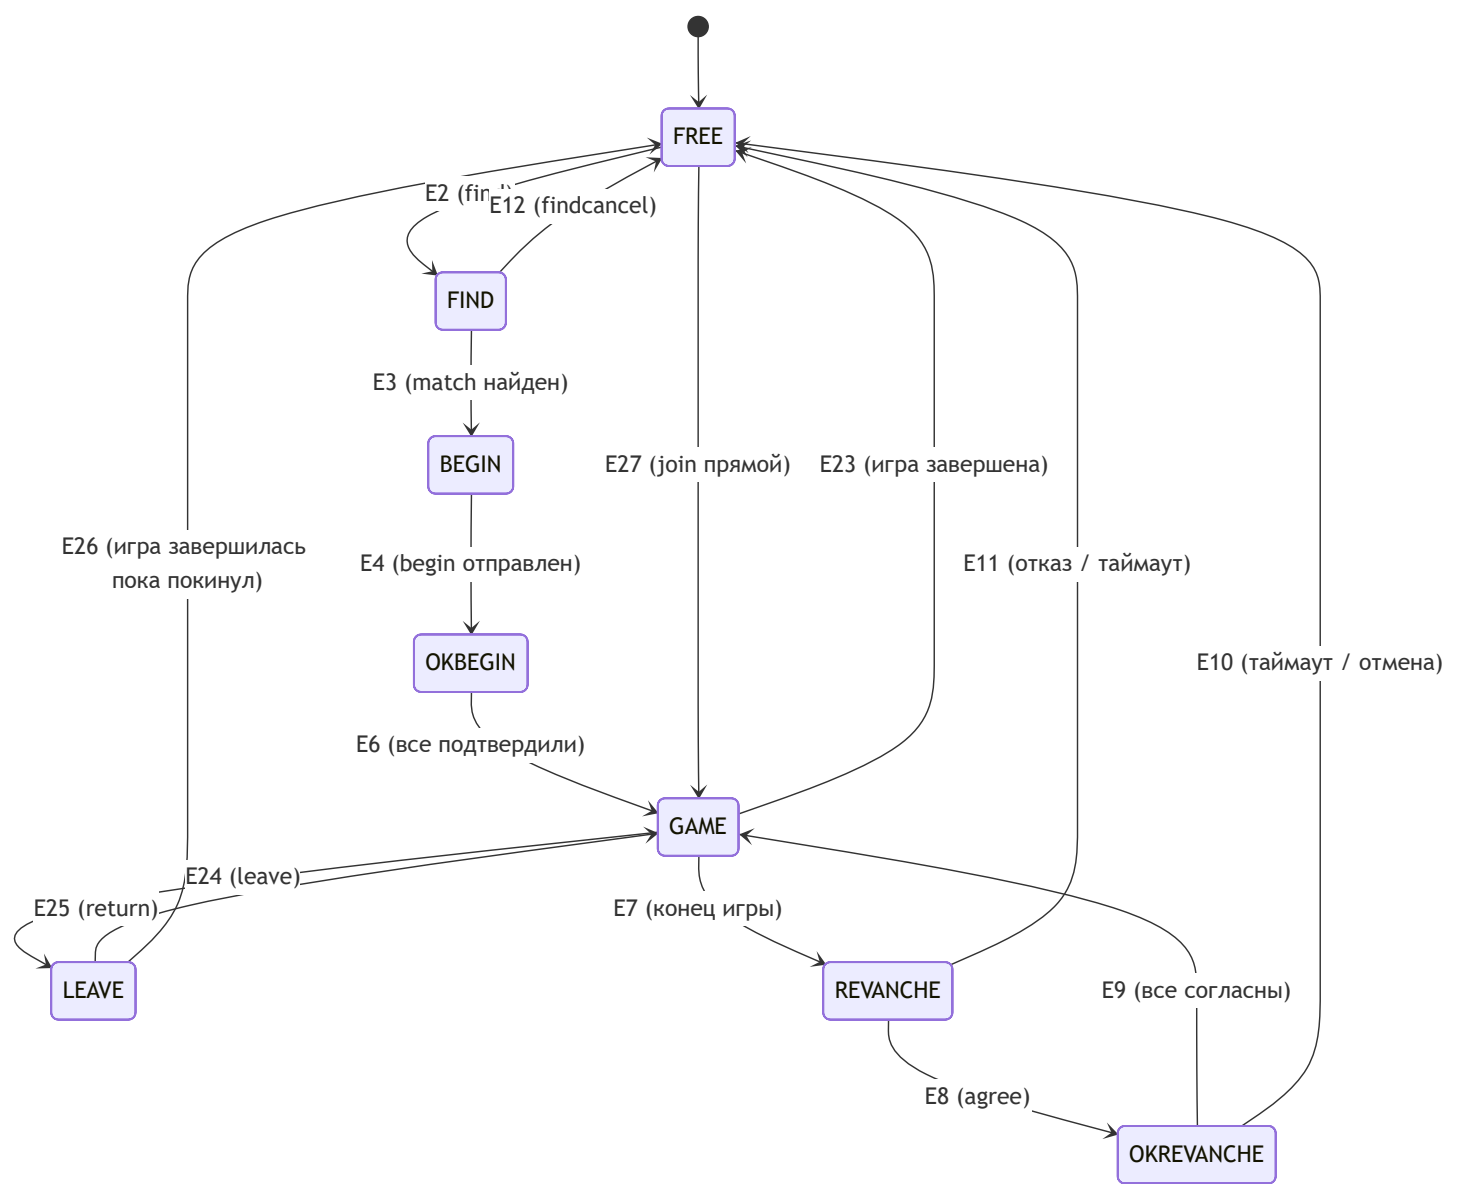 FREE
E2 (find)
E12 (findcancel)
FIND
E3 (match найден)
BEGIN
E27 (join прямой)
E23 (игра завершена)
E26 (игра завершилась
пока покинул)
E4 (begin отправлен)
E11 (отказ / таймаут)
OKBEGIN
E10 (таймаут / отмена)
E6 (все подтвердили)
GAME
E24 (leave)
E25 (return)
E7 (конец игры)
LEAVE
REVANCHE
E9 (все согласны)
E8 (agree)
OKREVANCHE